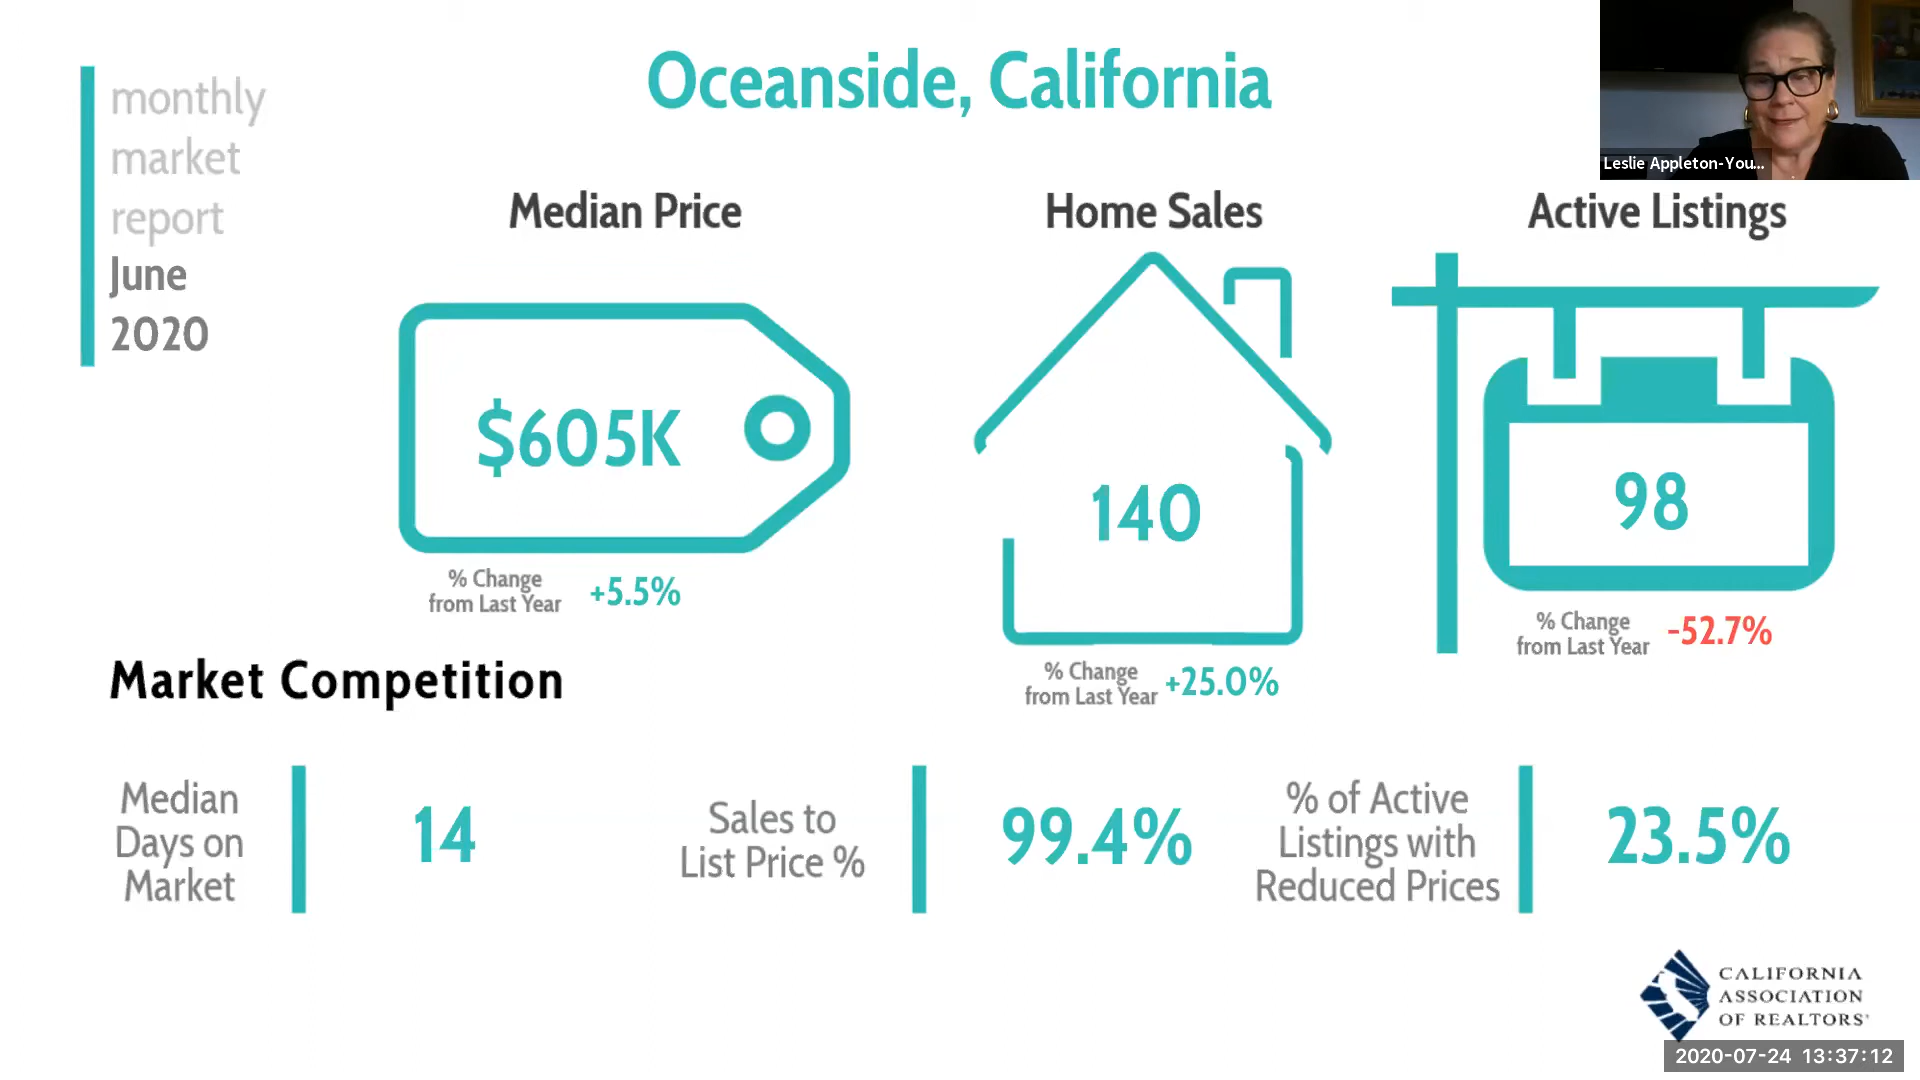 Oceanside, California
monthly
market
report
June
2020
Leslie Appleton-You...
Median Price
$605K
% Change
from Last Year
+5.5%
Home Sales
140
% Change
from Last Year
+25.0%
Active Listings
98
% Change
from Last Year
-52.7%
Market Competition
Median
Days on
Market
14
Sales to
List Price %
99.4%
% of Active
Listings with
Reduced Prices
23.5%
CALIFORNIA
ASSOCIATION
OF REALTORS®
2020-07-24 13:37:12